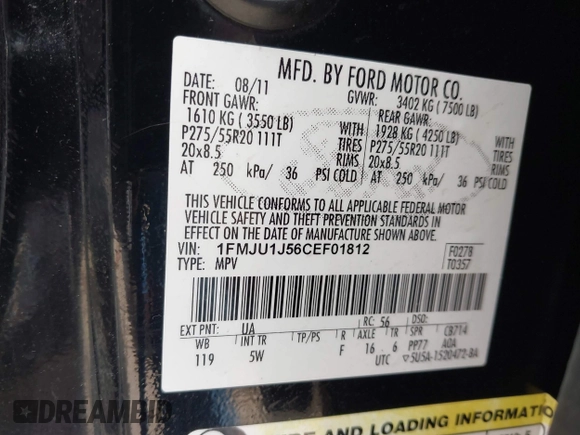 MFD. BY FORD MOTOR CO.
DATE: 08/11
GVWR: 3402 KG ( 7500 LB)
FRONT GAWR:
REAR GAWR:
1610 KG ( 3550 LB)
WITH
1928 KG ( 4250 LB)
WITH
P275/55R20 111T
TIRES
P275/55R20 111T
TIRES
20x8.5
RIMS
20x8.5
RIMS
AT 250 kPa/ 36 PSI COLD
AT 250 kPa/ 36 PSI COLD
THIS VEHICLE CONFORMS TO ALL APPLICABLE FEDERAL MOTOR
VEHICLE SAFETY AND THEFT PREVENTION STANDARDS IN
EFFECT ON THE DATE OF MANUFACTURE SHOWN ABOVE.
VIN: 1FMJU1J56CEF01812
TYPE: MPV
F0278
T0357
EXT PNT: UA RC: 56 DSO:
WB INT TR TP/PS R AXLE TR SPR CB714
119 5W F 16 6 PP77 AOA
UTC 5U5A-1520472-BA
DREAMBID
AND LOADING INFORMATION